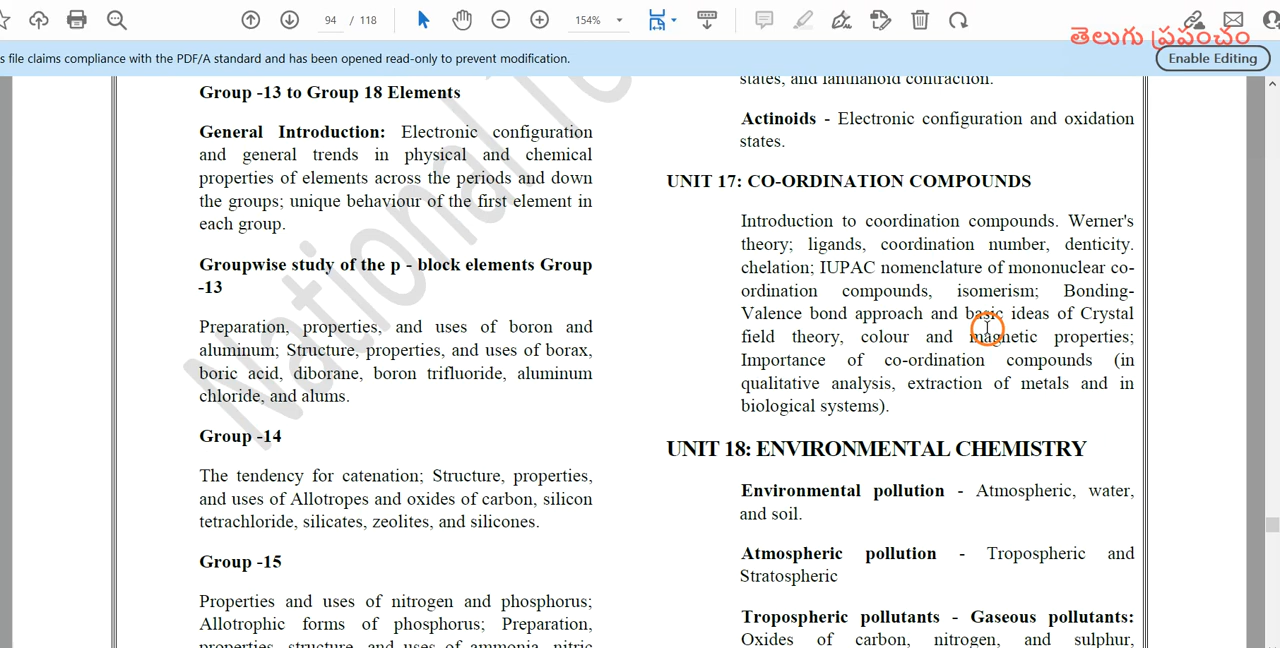 94 / 118
154%
తెలుగు ప్రపంచం
s file claims compliance with the PDF/A standard and has been opened read-only to prevent modification.
Enable Editing
Group -13 to Group 18 Elements
General Introduction: Electronic configuration
and general trends in physical and chemical
properties of elements across the periods and down
the groups; unique behaviour of the first element in
each group.
Groupwise study of the p - block elements Group
-13
Preparation, properties, and uses of boron and
aluminum; Structure, properties, and uses of borax,
boric acid, diborane, boron trifluoride, aluminum
chloride, and alums.
Group -14
The tendency for catenation; Structure, properties,
and uses of Allotropes and oxides of carbon, silicon
tetrachloride, silicates, zeolites, and silicones.
Group -15
Properties and uses of nitrogen and phosphorus;
Allotrophic forms of phosphorus; Preparation,
properties, structure, and uses of ammonia, nitric
states, and lanthanoid contraction.
Actinoids - Electronic configuration and oxidation
states.
UNIT 17: CO-ORDINATION COMPOUNDS
Introduction to coordination compounds. Werner's
theory; ligands, coordination number, denticity.
chelation; IUPAC nomenclature of mononuclear co-
ordination compounds, isomerism; Bonding-
Valence bond approach and basic ideas of Crystal
field theory, colour and magnetic properties;
Importance of co-ordination compounds (in
qualitative analysis, extraction of metals and in
biological systems).
UNIT 18: ENVIRONMENTAL CHEMISTRY
Environmental pollution - Atmospheric, water,
and soil.
Atmospheric pollution - Tropospheric and
Stratospheric
Tropospheric pollutants - Gaseous pollutants:
Oxides of carbon, nitrogen, and sulphur,
National